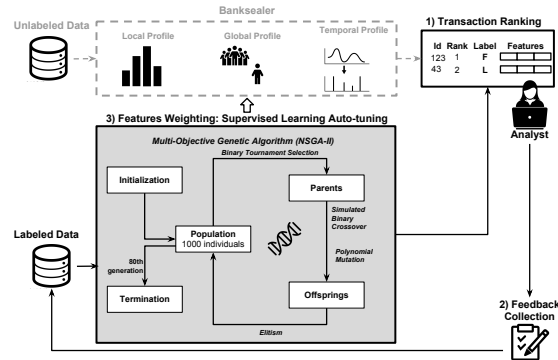 Banksealer
Unlabeled Data
Local Profile
Global Profile
Temporal Profile
1) Transaction Ranking
Id Rank Label Features
123 1 F
43 2 L
Analyst
3) Features Weighting: Supervised Learning Auto-tuning
Multi-Objective Genetic Algorithm (NSGA-II)
Binary Tournament Selection
Initialization
Parents
Simulated
Binary
Crossover
Population
1000 individuals
Labeled Data
80th
generation
Polynomial
Mutation
Termination
Offsprings
Elitism
2) Feedback
Collection